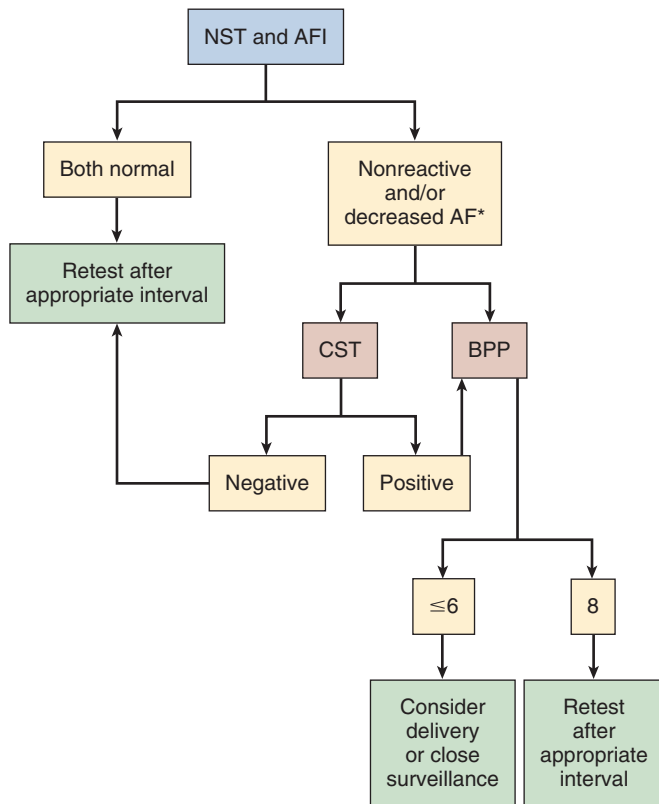 NST and AFI
Both normal
Nonreactive
and/or
decreased AF*
Retest after
appropriate interval
CST
BPP
Negative
Positive
≤6
8
Consider
delivery
or close
surveillance
Retest
after
appropriate
interval